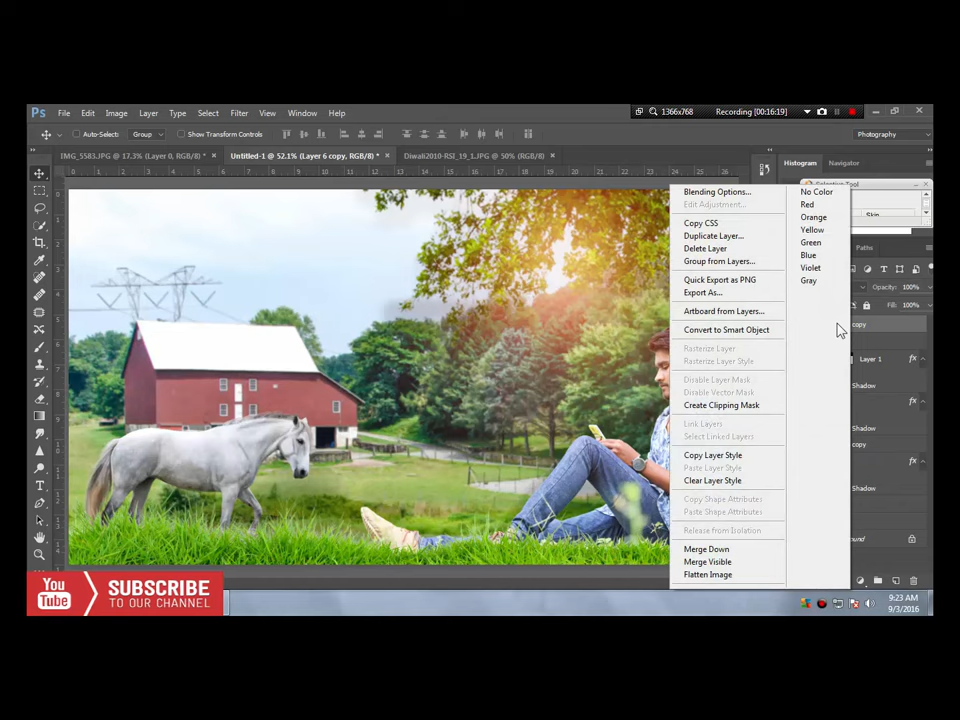 1366x768
Recording [00:16:19]
Ps
File Edit Image Layer Type Select Filter View Window Help
Auto-Select:
Group
Show Transform Controls
Photography
IMG_5583.JPG @ 17.3% (Layer 0, RGB/8) *
Untitled-1 @ 52.1% (Layer 6 copy, RGB/8) *
Diwali2010-RSI_19_1.JPG @ 50% (RGB/8)
Histogram
Navigator
Skin
Paths
Opacity: 100%
Fill: 100%
copy
Layer 1
fx
Shadow
fx
Shadow
copy
fx
Shadow
ound
Blending Options...
Edit Adjustment...
Copy CSS
Duplicate Layer...
Delete Layer
Group from Layers...
Quick Export as PNG
Export As...
Artboard from Layers...
Convert to Smart Object
Rasterize Layer
Rasterize Layer Style
Disable Layer Mask
Disable Vector Mask
Create Clipping Mask
Link Layers
Select Linked Layers
Copy Layer Style
Paste Layer Style
Clear Layer Style
Copy Shape Attributes
Paste Shape Attributes
Release from Isolation
Merge Down
Merge Visible
Flatten Image
No Color
Red
Orange
Yellow
Green
Blue
Violet
Gray
You
Tube
SUBSCRIBE
TO OUR CHANNEL
9:23 AM
9/3/2016